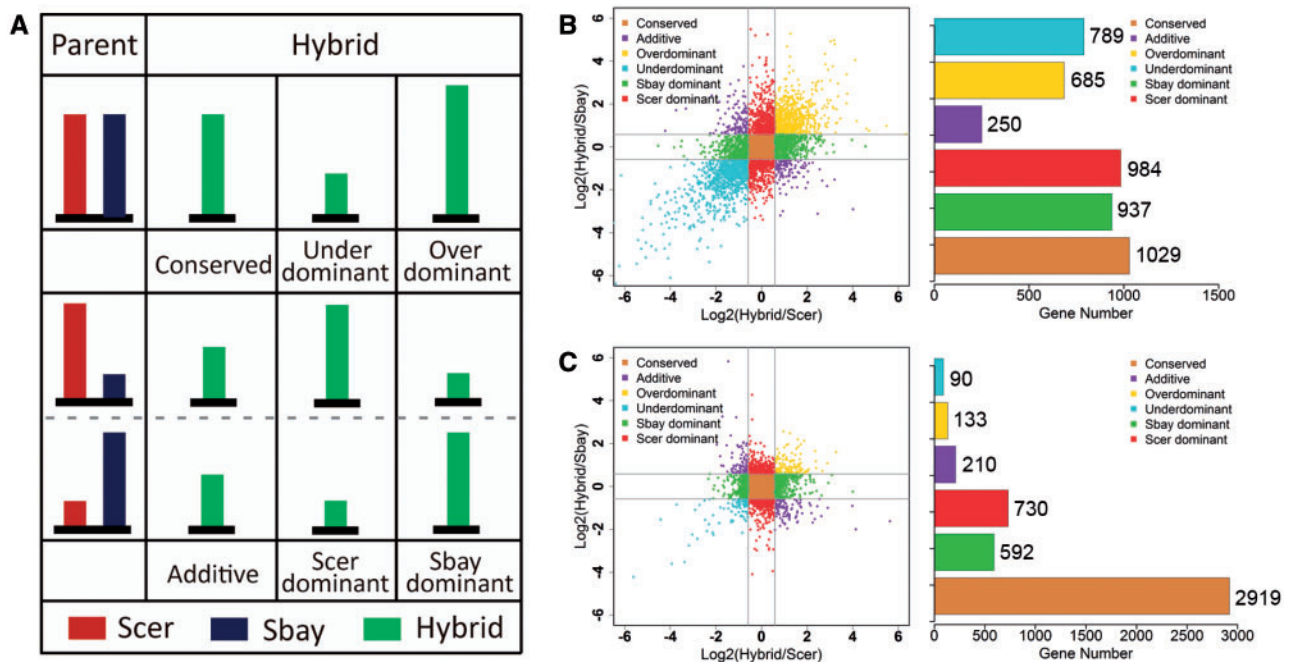 A
Parent Hybrid
Conserved
Under
dominant
Over
dominant
Additive
Scer
dominant
Sbay
dominant
Scer Sbay Hybrid
B
Log2(Hybrid/Sbay)
6
4
2
0
-2
-4
-6
Conserved
Additive
Overdominant
Underdominant
Sbay dominant
Scer dominant
-6 -4 -2 0 2 4 6
Log2(Hybrid/Scer)
789
685
250
984
937
1029
Conserved
Additive
Overdominant
Underdominant
Sbay dominant
Scer dominant
0 500 1000 1500
Gene Number
C
Log2(Hybrid/Sbay)
6
4
2
0
-2
-4
-6
Conserved
Additive
Overdominant
Underdominant
Sbay dominant
Scer dominant
-6 -4 -2 0 2 4 6
Log2(Hybrid/Scer)
90
133
210
730
592
2919
Conserved
Additive
Overdominant
Underdominant
Sbay dominant
Scer dominant
0 500 1000 1500 2000 2500 3000
Gene Number